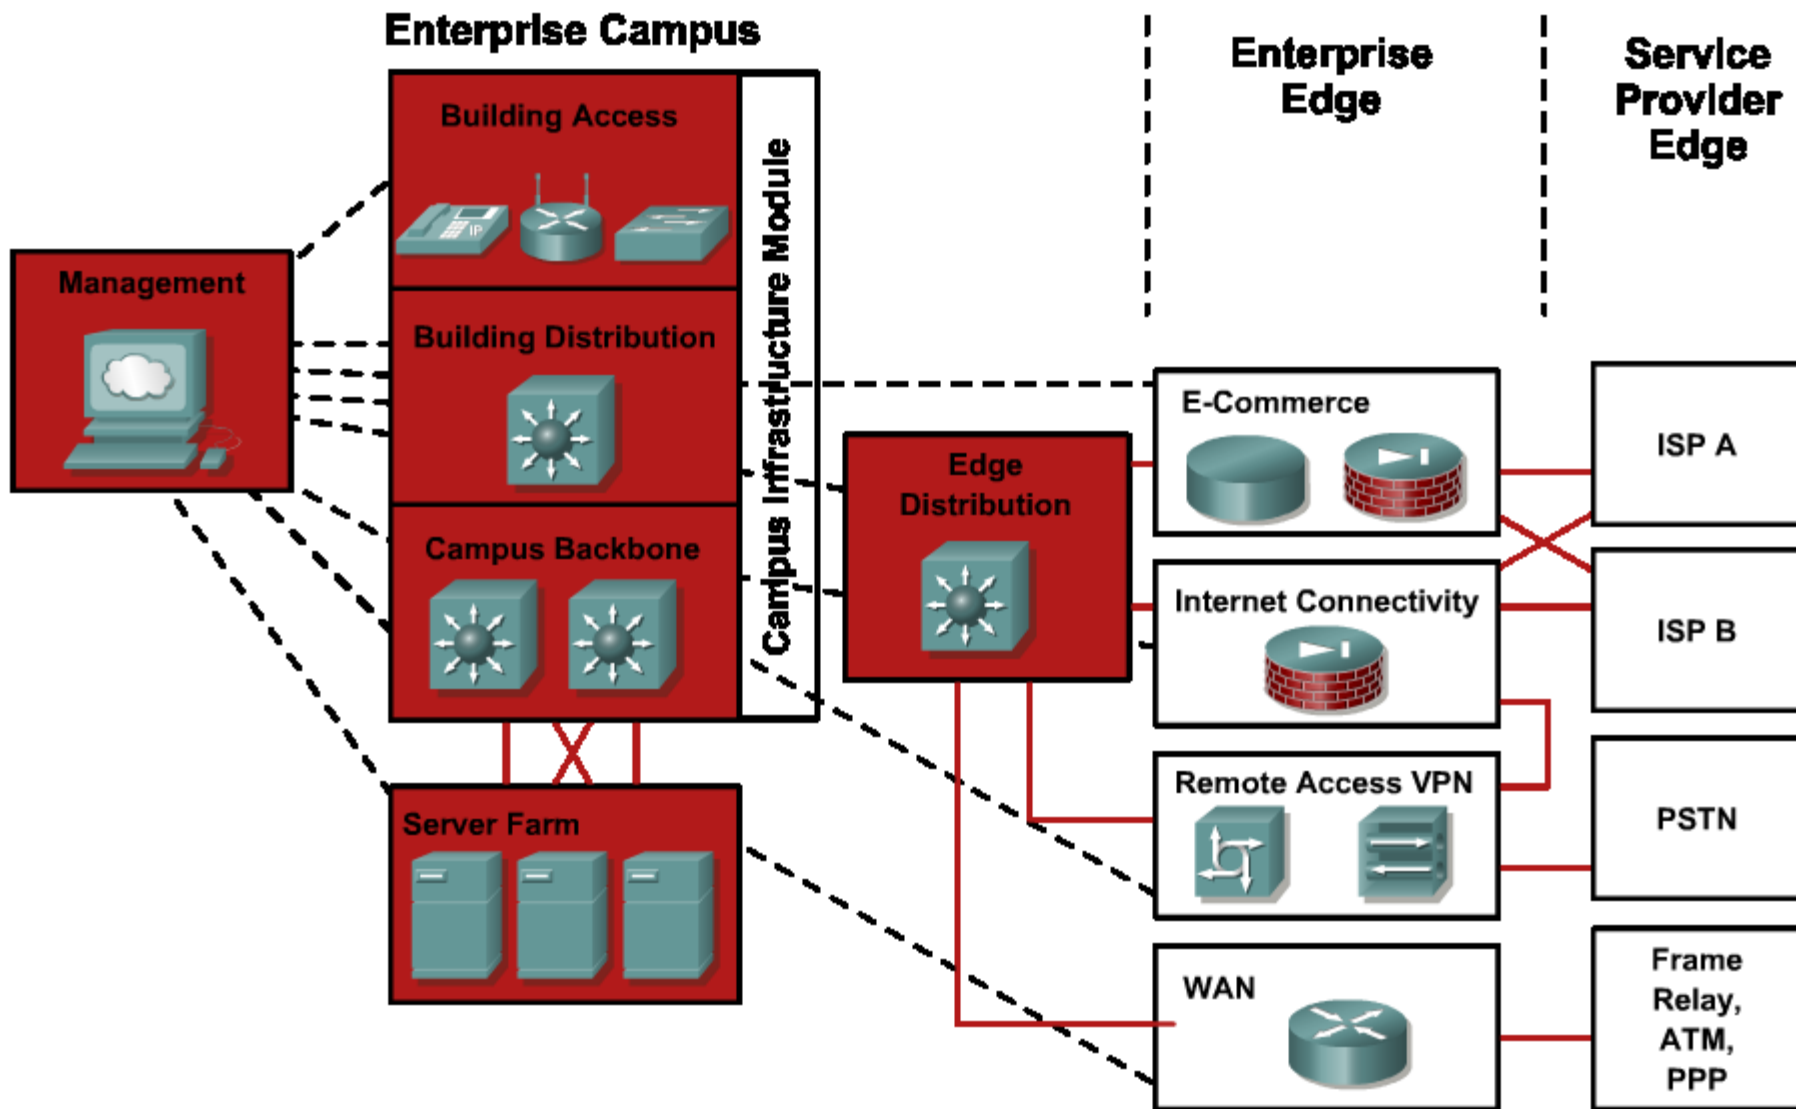 Enterprise Campus
Enterprise
Edge
Service
Provider
Edge
Building Access
IP
Management
Building Distribution
Campus Backbone
Campus Infrastructure Module
Server Farm
Edge
Distribution
E-Commerce
Internet Connectivity
Remote Access VPN
WAN
ISP A
ISP B
PSTN
Frame
Relay,
ATM,
PPP